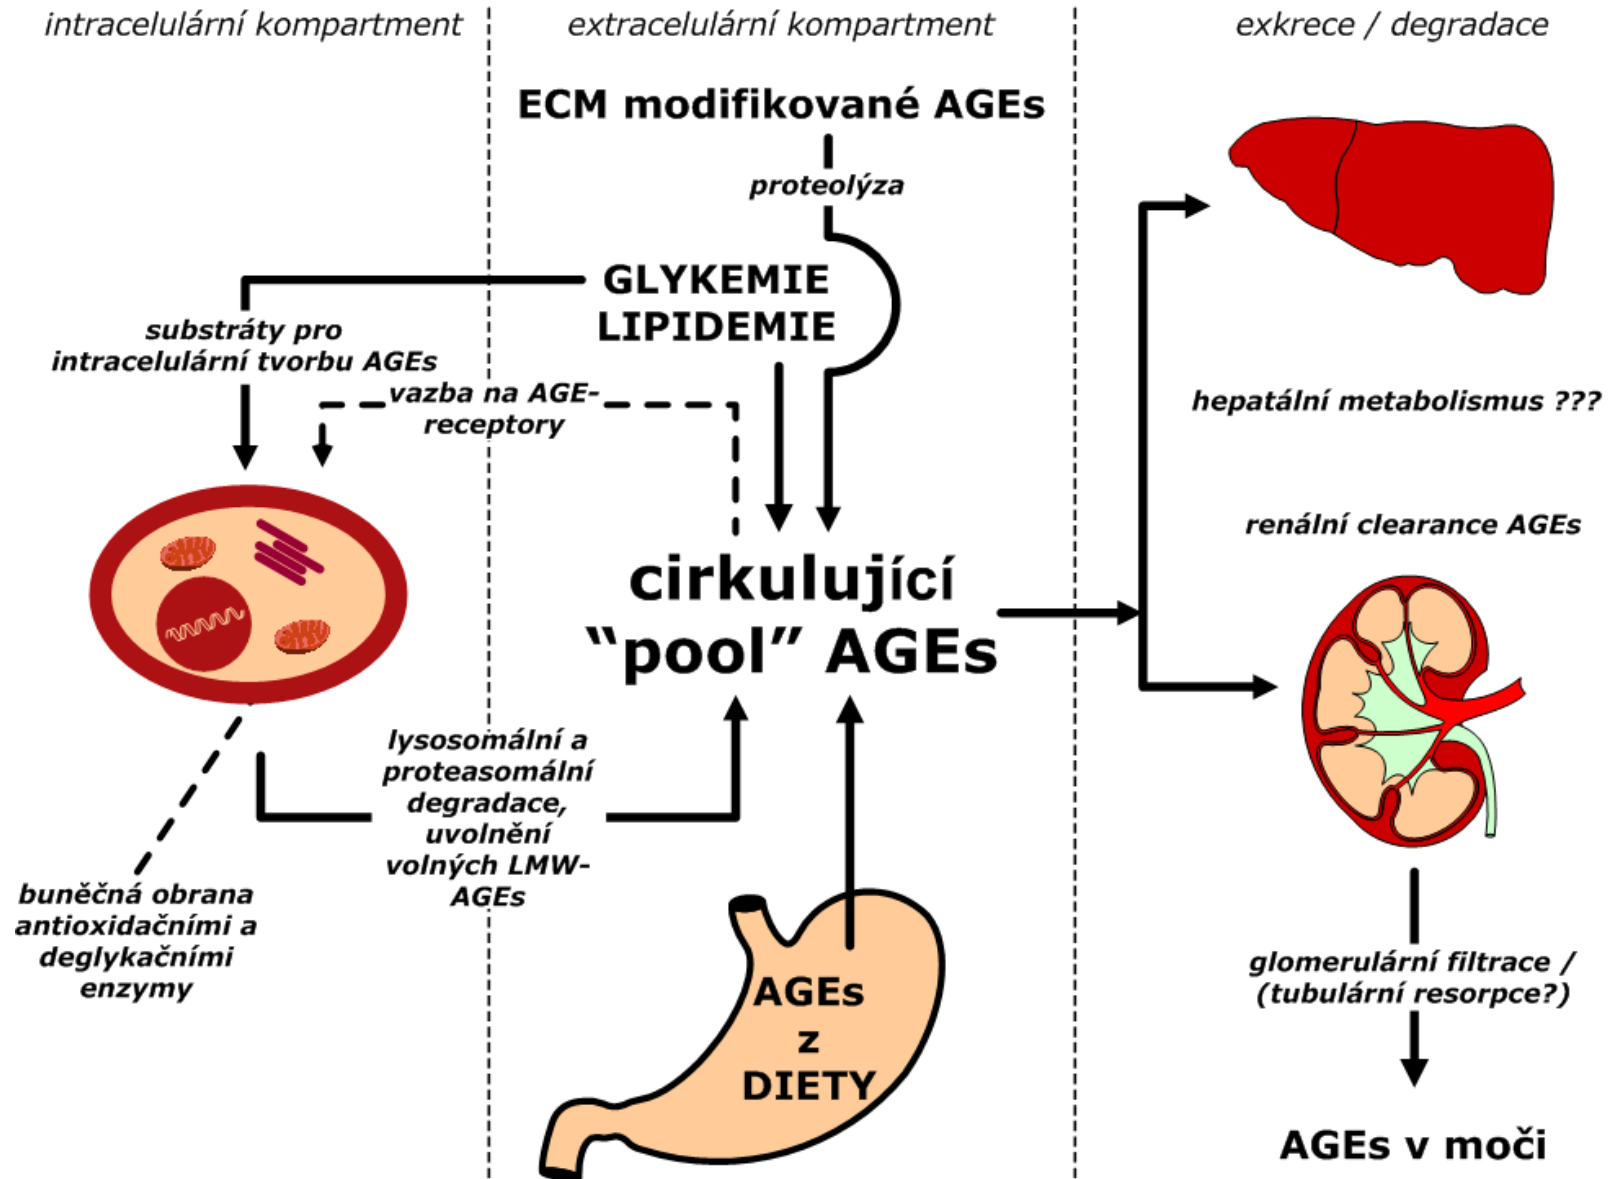 intracelulární kompartment
extracelulární kompartment
exkrece / degradace
ECM modifikované AGEs
proteolýza
GLYKEMIE
LIPIDEMIE
substráty pro
intracelulární tvorbu AGEs
vazba na AGE-
receptory
cirkulující
“pool” AGEs
lysosomální a
proteasomální
degradace,
uvolnění
volných LMW-
AGEs
buněčná obrana
antioxidačními a
deglykačními
enzymy
AGEs
z
DIETY
hepatální metabolismus ???
renální clearance AGEs
glomerulární filtrace /
(tubulární resorpce?)
AGEs v moči